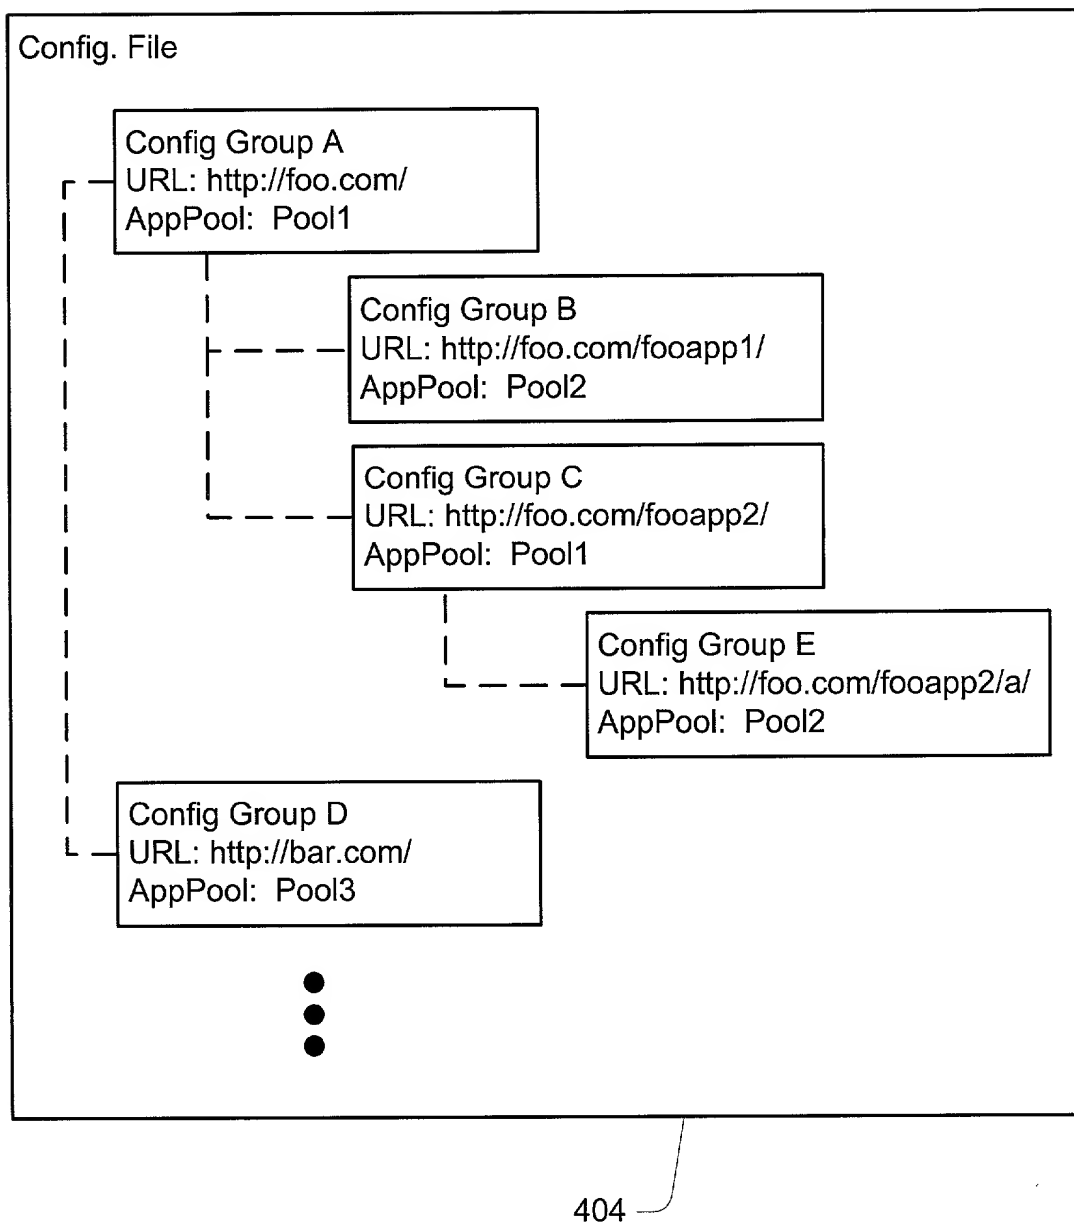 Config. File
Config Group A
URL: http://foo.com/
AppPool: Pool1
Config Group B
URL: http://foo.com/fooapp1/
AppPool: Pool2
Config Group C
URL: http://foo.com/fooapp2/
AppPool: Pool1
Config Group E
URL: http://foo.com/fooapp2/a/
AppPool: Pool2
Config Group D
URL: http://bar.com/
AppPool: Pool3
404